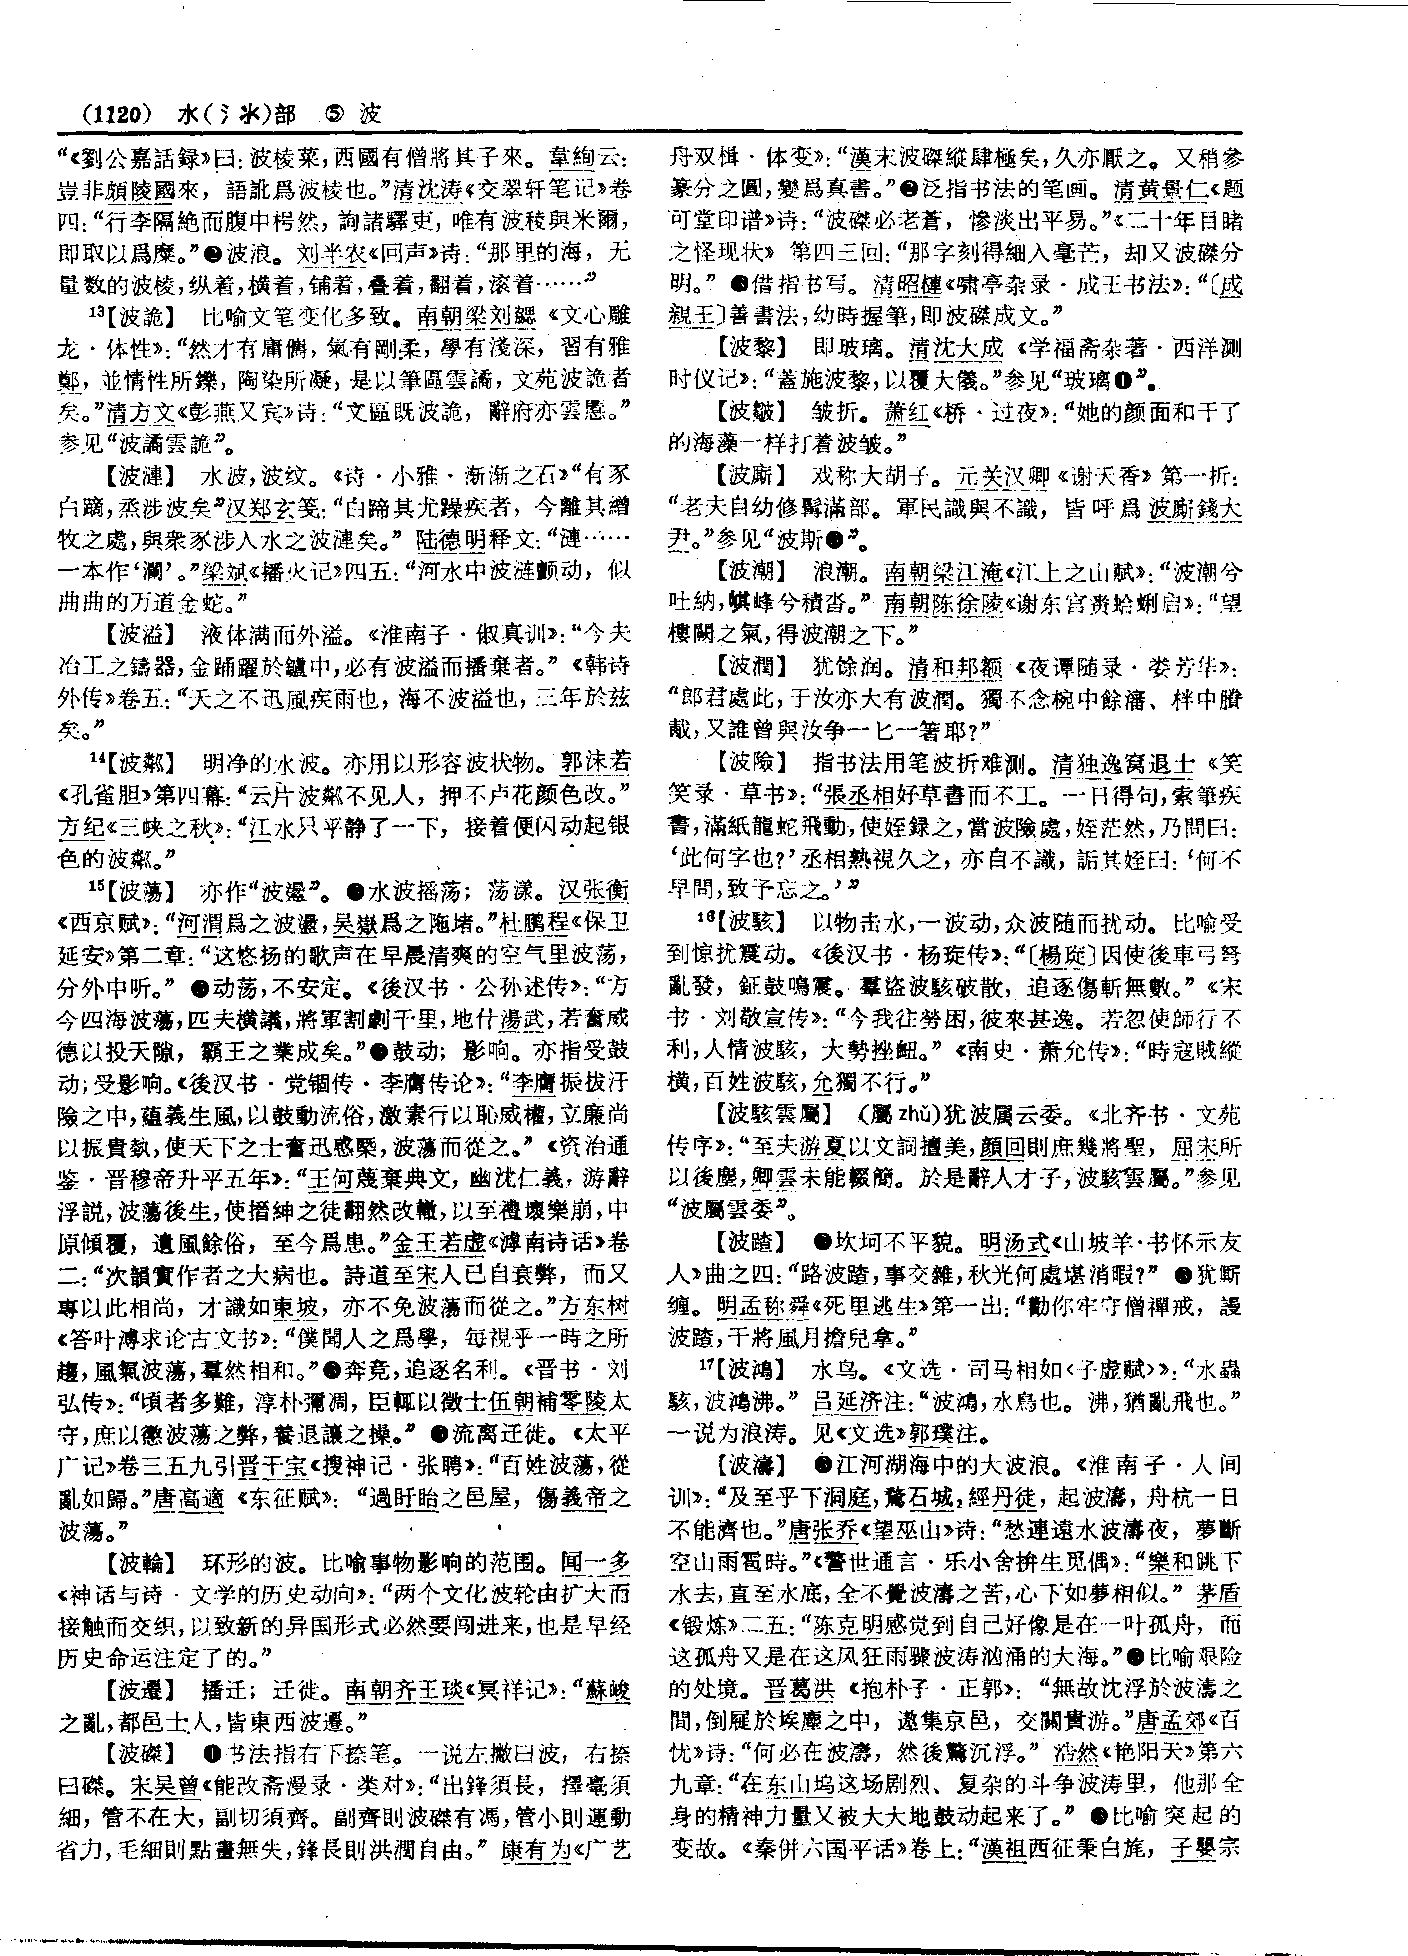 (1120) 水(氵氺)部 ⑤ 波
“《劉公嘉話録》曰:波棱菜,西國有僧將其子來。韋絢云:
豈非頗陵國來,語訛爲波棱也。”清沈涛《交翠轩笔记》卷
四:“行李隔絶而腹中枵然,詢諸驛吏,唯有波稜與米爾,
即取以爲糜。”❷波浪。刘半农《回声》诗:“那里的海,无
量数的波棱,纵着,横着,铺着,叠着,翻着,滚着……”
13【波詭】 比喻文笔变化多致。南朝梁刘勰《文心雕
龙·体性》:“然才有庸儁,氣有剛柔,學有淺深,習有雅
鄭,並情性所鑠,陶染所凝,是以筆區雲譎,文苑波詭者
矣。”清方文《彭燕又宾》诗:“文區既波詭,辭府亦雲慁。”
参见“波譎雲詭”。
【波漣】 水波,波纹。《诗·小雅·渐渐之石》“有豕
白蹢,烝涉波矣”汉郑玄笺:“白蹄其尤躁疾者,今離其繒
牧之處,與衆豕涉入水之波漣矣。” 陆德明释文:“漣……
一本作‘瀾’。”梁斌《播火记》四五:“河水中波涟颤动,似
曲曲的万道金蛇。”
【波溢】 液体满而外溢。《淮南子·俶真训》:“今夫
冶工之鑄器,金踊躍於鑪中,必有波溢而播棄者。”《韩诗
外传》卷五:“天之不迅風疾雨也,海不波溢也,三年於兹
矣。”
14【波粼】 明净的水波。亦用以形容波状物。郭沫若
《孔雀胆》第四幕:“云片波粼不见人,押不卢花颜色改。”
方纪《三峡之秋》:“江水只平静了一下,接着便闪动起银
色的波粼。”
15【波蕩】 亦作“波盪”。❶水波摇荡;荡漾。汉张衡
《西京赋》:“河渭爲之波盪,吴嶽爲之陁堵。”杜鹏程《保卫
延安》第二章:“这悠扬的歌声在早晨清爽的空气里波荡,
分外中听。” ❷动荡,不安定。《後汉书·公孙述传》:“方
今四海波蕩,匹夫横議,將軍割劇千里,地什湯武,若奮威
德以投天隙,霸王之業成矣。”❸鼓动;影响。亦指受鼓
动;受影响。《後汉书·党锢传·李膺传论》:“李膺振拔汙
險之中,藴義生風,以鼓動流俗,激素行以恥威權,立廉尚
以振貴埶,使天下之士奮迅感槩,波蕩而從之。”《资治通
鉴·晋穆帝升平五年》:“王何蔑棄典文,幽沈仁義,游辭
浮説,波蕩後生,使搢紳之徒翻然改轍,以至禮壞樂崩,中
原傾覆,遺風餘俗,至今爲患。”金王若虚《滹南诗话》卷
二:“次韻實作者之大病也。詩道至宋人已自衰弊,而又
專以此相尚,才識如東坡,亦不免波蕩而從之。”方东树
《答叶溥求论古文书》:“僕聞人之爲學,每視乎一時之所
趨,風氣波蕩,羣然相和。”❹奔竞,追逐名利。《晋书·刘
弘传》:“頃者多難,淳朴彌凋,臣輒以徵士伍朝補零陵太
守,庶以懲波蕩之弊,養退讓之操。” ❺流离迁徙。《太平
广记》卷三五九引晋干宝《搜神记·张聘》:“百姓波蕩,從
亂如歸。”唐高適《东征赋》:“過盱眙之邑屋,傷義帝之
波蕩。”
【波輪】 环形的波。比喻事物影响的范围。闻一多
《神话与诗·文学的历史动向》:“两个文化波轮由扩大而
接触而交织,以致新的异国形式必然要闯进来,也是早经
历史命运注定了的。”
【波遷】 播迁;迁徙。南朝齐王琰《冥祥记》:“蘇峻
之亂,都邑士人,皆東西波遷。”
【波磔】 ❶书法指右下捺笔。一说左撇曰波,右捺
曰磔。宋吴曾《能改斋漫录·类对》:“出鋒須長,擇毫須
細,管不在大,副切須齊。副齊則波磔有馮,管小則運動
省力,毛細則點畫無失,鋒長則洪潤自由。” 康有为《广艺
舟双楫·体变》:“漢末波磔縱肆極矣,久亦厭之。又稍參
篆分之圓,變爲真書。”❷泛指书法的笔画。清黄景仁《题
可堂印谱》诗:“波磔必老蒼,慘淡出平易。”《二十年目睹
之怪现状》第四三回:“那字刻得细入毫芒,却又波磔分
明。” ❸借指书写。清昭槤《啸亭杂录·成王书法》:“〔成
親王〕善書法,幼時握筆,即波磔成文。”
【波黎】 即玻璃。清沈大成《学福斋杂著·西洋测
时仪记》:“蓋施波黎,以覆大儀。”参见“玻璃❶”。
【波皺】 皱折。萧红《桥·过夜》:“她的颜面和干了
的海藻一样打着波皱。”
【波廝】 戏称大胡子。元关汉卿《谢天香》第一折:
“老夫自幼修髯滿部。軍民識與不識,皆呼爲波廝錢大
尹。”参见“波斯❸”。
【波潮】 浪潮。南朝梁江淹《江上之山赋》:“波潮兮
吐納,𡾋峰兮積沓。” 南朝陈徐陵《谢东宫赉蛤蜊启》:“望
樓闕之氣,得波潮之下。”
【波潤】 犹馀润。清和邦额《夜谭随录·娄芳华》:
“郎君處此,于汝亦大有波潤。獨不念椀中餘瀋、柈中賸
胾,又誰曾與汝争一匕一箸耶?”
【波險】 指书法用笔波折难测。清独逸窝退士《笑
笑录·草书》:“張丞相好草書而不工。一日得句,索筆疾
書,滿紙龍蛇飛動,使姪録之,當波險處,姪茫然,乃問曰:
‘此何字也?’丞相熟視久之,亦自不識,詬其姪曰:‘何不
早問,致予忘之。’”
16【波駭】 以物击水,一波动,众波随而扰动。比喻受
到惊扰震动。《後汉书·杨琁传》:“〔楊琁〕因使後車弓弩
亂發,鉦鼓鳴震。羣盗波駭破散,追逐傷斬無數。”《宋
书·刘敬宣传》:“今我往勞困,彼來甚逸。若忽使師行不
利,人情波駭,大勢挫衂。”《南史·萧允传》:“時寇賊縱
横,百姓波駭,允獨不行。”
【波駭雲屬】 (屬zhǔ)犹波属云委。《北齐书·文苑
传序》:“至夫游夏以文詞擅美,顔回則庶幾將聖,屈宋所
以後塵,卿雲未能輟簡。於是辭人才子,波駭雲屬。”参见
“波屬雲委”。
【波踏】 ❶坎坷不平貌。明汤式《山坡羊·书怀示友
人》曲之四:“路波踏,事交雜,秋光何處堪消暇?” ❷犹厮
缠。明孟称舜《死里逃生》第一出:“勸你牢守僧禪戒,謾
波踏,干將風月擔兒拿。”
17【波鴻】 水鸟。《文选·司马相如〈子虚赋〉》:“水蟲
駭,波鴻沸。” 吕延济注:“波鴻,水鳥也。沸,猶亂飛也。”
一说为浪涛。见《文选》郭璞注。
【波濤】 ❶江河湖海中的大波浪。《淮南子·人间
训》:“及至乎下洞庭,騖石城,經丹徒,起波濤,舟杭一日
不能濟也。”唐张乔《望巫山》诗:“愁連遠水波濤夜,夢斷
空山雨雹時。”《警世通言·乐小舍拚生觅偶》:“樂和跳下
水去,直至水底,全不覺波濤之苦,心下如夢相似。” 茅盾
《锻炼》二五:“陈克明感觉到自己好像是在一叶孤舟,而
这孤舟又是在这风狂雨骤波涛汹涌的大海。”❷比喻艰险
的处境。晋葛洪《抱朴子·正郭》:“無故沈浮於波濤之
間,倒屣於埃塵之中,遨集京邑,交關貴游。”唐孟郊《百
忧》诗:“何必在波濤,然後驚沉浮。” 浩然《艳阳天》第六
九章:“在东山坞这场剧烈、复杂的斗争波涛里,他那全
身的精神力量又被大大地鼓动起来了。” ❸比喻突起的
变故。《秦併六国平话》卷上:“漢祖西征秉白旄,子嬰宗